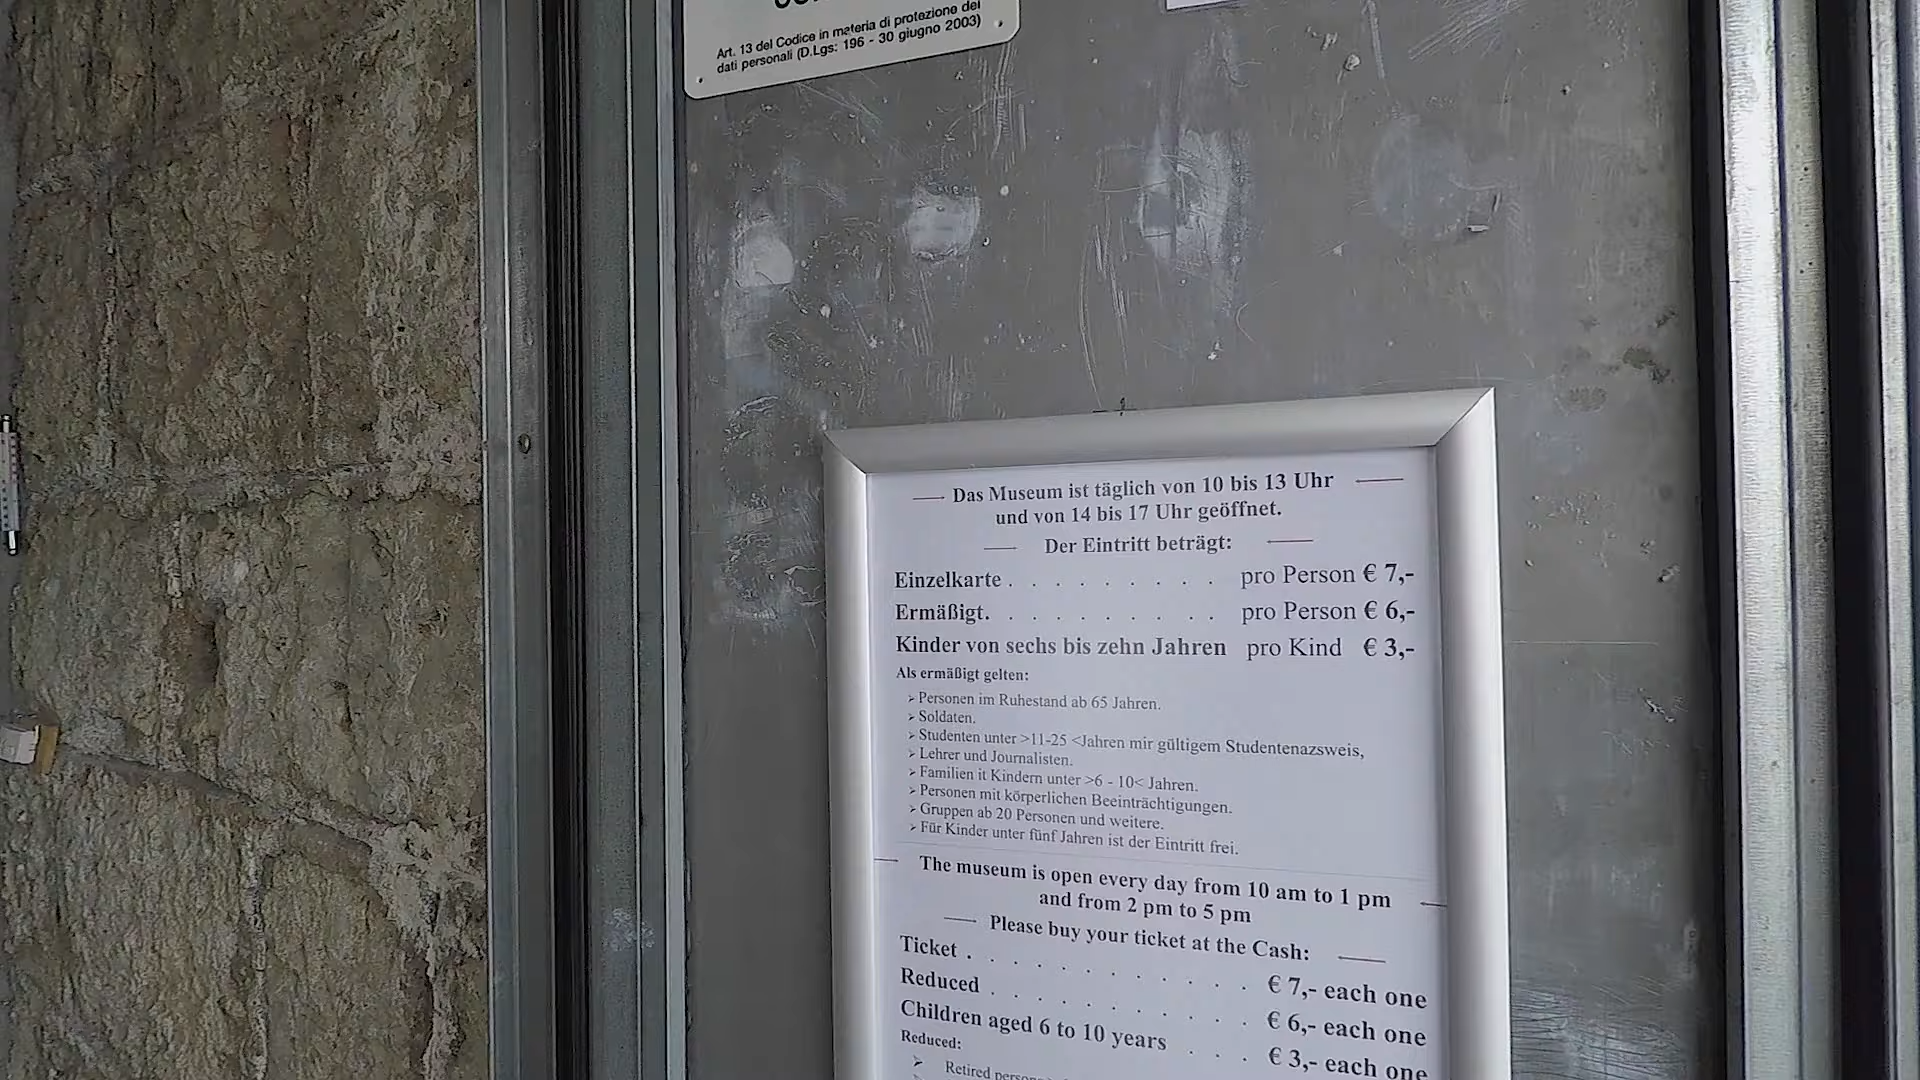 Art. 13 del Codice in materia di protezione dei
dati personali (D.Lgs: 196 - 30 giugno 2003)
Das Museum ist täglich von 10 bis 13 Uhr
und von 14 bis 17 Uhr geöffnet.
Der Eintritt beträgt:
Einzelkarte . . . . . . . . . pro Person € 7,-
Ermäßigt. . . . . . . . . pro Person € 6,-
Kinder von sechs bis zehn Jahren pro Kind € 3,-
Als ermäßigt gelten:
➢ Personen im Ruhestand ab 65 Jahren.
➢ Soldaten.
➢ Studenten unter >11-25 <Jahren mir gültigem Studentenazsweis,
➢ Lehrer und Journalisten.
➢ Familien it Kindern unter >6 - 10< Jahren.
➢ Personen mit körperlichen Beeinträchtigungen.
➢ Gruppen ab 20 Personen und weitere.
➢ Für Kinder unter fünf Jahren ist der Eintritt frei.
The museum is open every day from 10 am to 1 pm
and from 2 pm to 5 pm
Please buy your ticket at the Cash:
Ticket . . . . . . . . . . . € 7,- each one
Reduced . . . . . . . . . . € 6,- each one
Children aged 6 to 10 years . . . € 3,- each one
Reduced:
➢ Retired